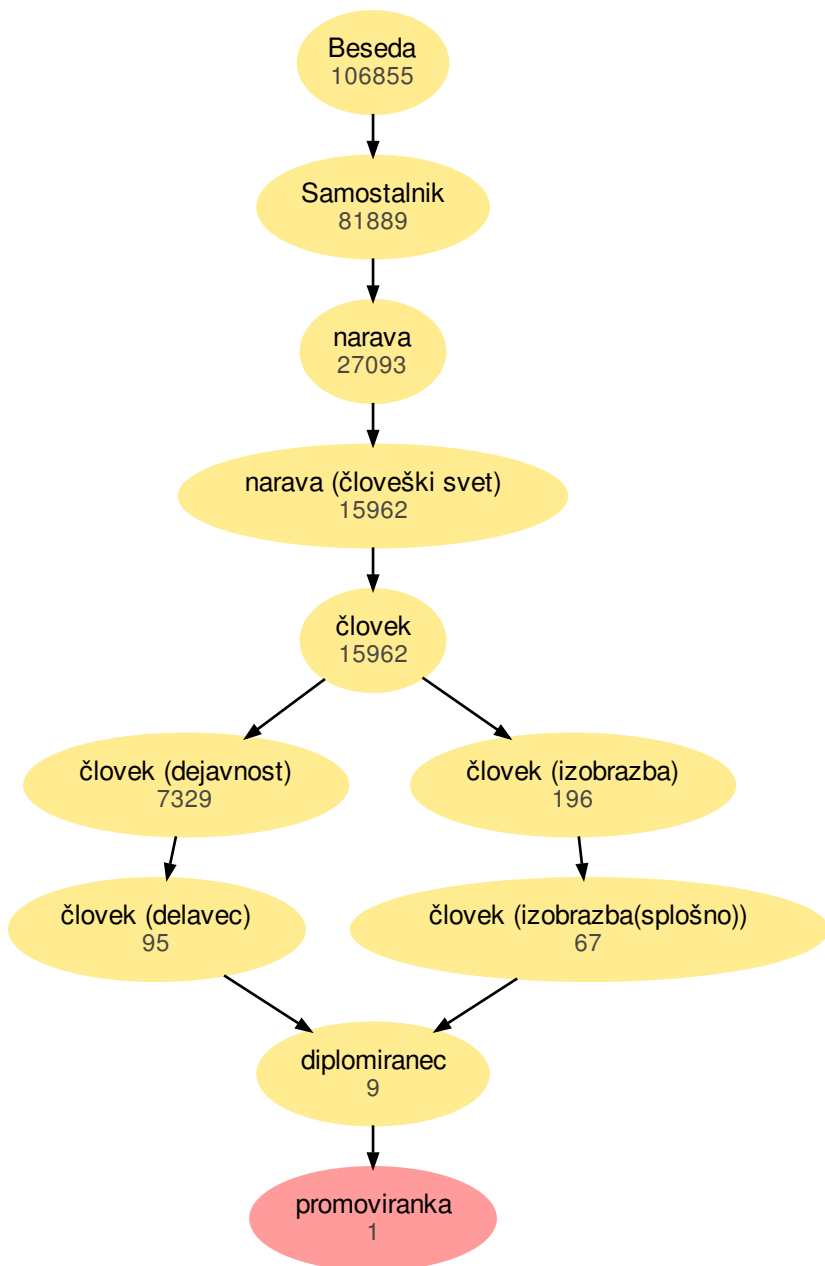 Beseda
106855
Samostalnik
81889
narava
27093
narava (človeški svet)
15962
človek
15962
človek (dejavnost)
7329
človek (izobrazba)
196
človek (delavec)
95
človek (izobrazba(splošno))
67
diplomiranec
9
promoviranka
1